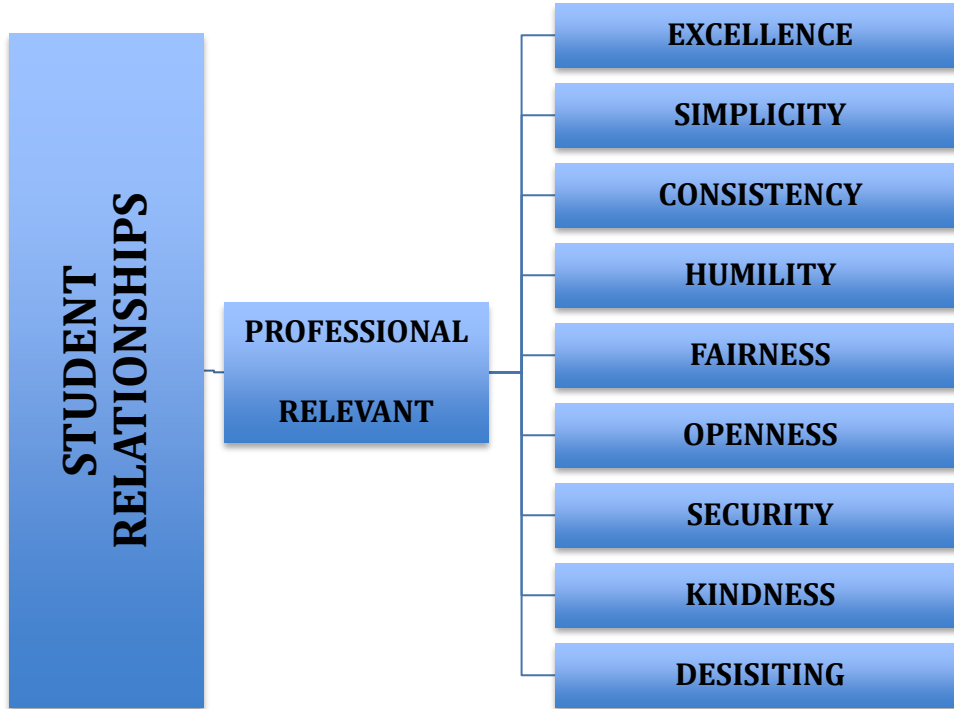 STUDENT
RELATIONSHIPS
PROFESSIONAL
RELEVANT
EXCELLENCE
SIMPLICITY
CONSISTENCY
HUMILITY
FAIRNESS
OPENNESS
SECURITY
KINDNESS
DESISITING